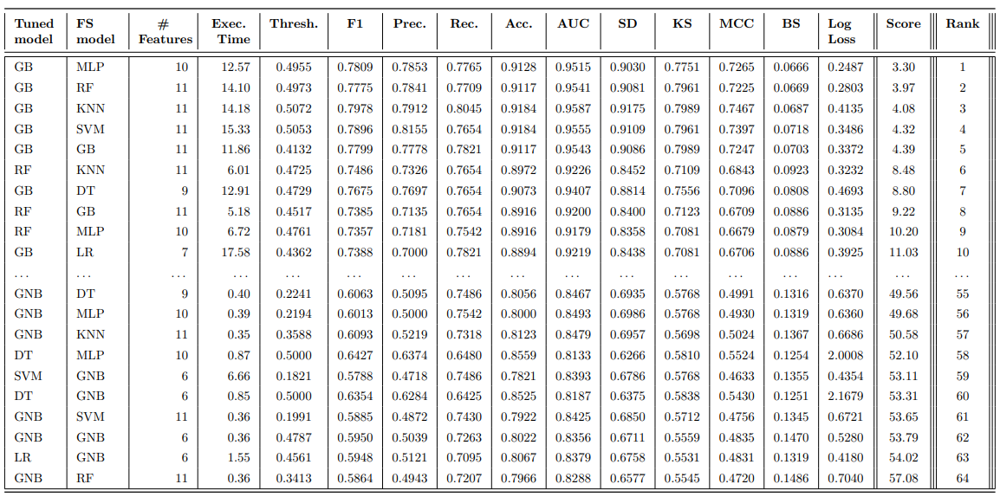 Tuned model FS model # Features Exec. Time Thresh. F1 Prec. Rec. Acc. AUC SD KS MCC BS Log Loss Score Rank
GB MLP 10 12.57 0.4955 0.7809 0.7853 0.7765 0.9128 0.9515 0.9030 0.7751 0.7265 0.0666 0.2487 3.30 1
GB RF 11 14.10 0.4973 0.7775 0.7841 0.7709 0.9117 0.9541 0.9081 0.7961 0.7225 0.0669 0.2803 3.97 2
GB KNN 11 14.18 0.5072 0.7978 0.7912 0.8045 0.9184 0.9587 0.9175 0.7989 0.7467 0.0687 0.4135 4.08 3
GB SVM 11 15.33 0.5053 0.7896 0.8155 0.7654 0.9184 0.9555 0.9109 0.7961 0.7397 0.0718 0.3486 4.32 4
GB GB 11 11.86 0.4132 0.7799 0.7778 0.7821 0.9117 0.9543 0.9086 0.7989 0.7247 0.0703 0.3372 4.39 5
RF KNN 11 6.01 0.4725 0.7486 0.7326 0.7654 0.8972 0.9226 0.8452 0.7109 0.6843 0.0923 0.3232 8.48 6
GB DT 9 12.91 0.4729 0.7675 0.7697 0.7654 0.9073 0.9407 0.8814 0.7556 0.7096 0.0808 0.4693 8.80 7
RF GB 11 5.18 0.4517 0.7385 0.7135 0.7654 0.8916 0.9200 0.8400 0.7123 0.6709 0.0886 0.3135 9.22 8
RF MLP 10 6.72 0.4761 0.7357 0.7181 0.7542 0.8916 0.9179 0.8358 0.7081 0.6679 0.0879 0.3084 10.20 9
GB LR 7 17.58 0.4362 0.7388 0.7000 0.7821 0.8894 0.9219 0.8438 0.7081 0.6706 0.0886 0.3925 11.03 10
... ... ... ... ... ... ... ... ... ... ... ... ... ... ... ... ...
GNB DT 9 0.40 0.2241 0.6063 0.5095 0.7486 0.8056 0.8467 0.6935 0.5768 0.4991 0.1316 0.6370 49.56 55
GNB MLP 10 0.39 0.2194 0.6013 0.5000 0.7542 0.8000 0.8493 0.6986 0.5768 0.4930 0.1319 0.6360 49.68 56
GNB KNN 11 0.35 0.3588 0.6093 0.5219 0.7318 0.8123 0.8479 0.6957 0.5698 0.5024 0.1367 0.6686 50.58 57
DT MLP 10 0.87 0.5000 0.6427 0.6374 0.6480 0.8559 0.8133 0.6266 0.5810 0.5524 0.1254 2.0008 52.10 58
SVM GNB 6 6.66 0.1821 0.5788 0.4718 0.7486 0.7821 0.8393 0.6786 0.5768 0.4633 0.1355 0.4354 53.11 59
DT GNB 6 0.85 0.5000 0.6354 0.6284 0.6425 0.8525 0.8187 0.6375 0.5838 0.5430 0.1251 2.1679 53.31 60
GNB SVM 11 0.36 0.1991 0.5885 0.4872 0.7430 0.7922 0.8425 0.6850 0.5712 0.4756 0.1345 0.6721 53.65 61
GNB GNB 6 0.36 0.4787 0.5950 0.5039 0.7263 0.8022 0.8356 0.6711 0.5559 0.4835 0.1470 0.5280 53.79 62
LR GNB 6 1.55 0.4561 0.5948 0.5121 0.7095 0.8067 0.8379 0.6758 0.5531 0.4831 0.1319 0.4180 54.02 63
GNB RF 11 0.36 0.3413 0.5864 0.4943 0.7207 0.7966 0.8288 0.6577 0.5545 0.4720 0.1486 0.7040 57.08 64